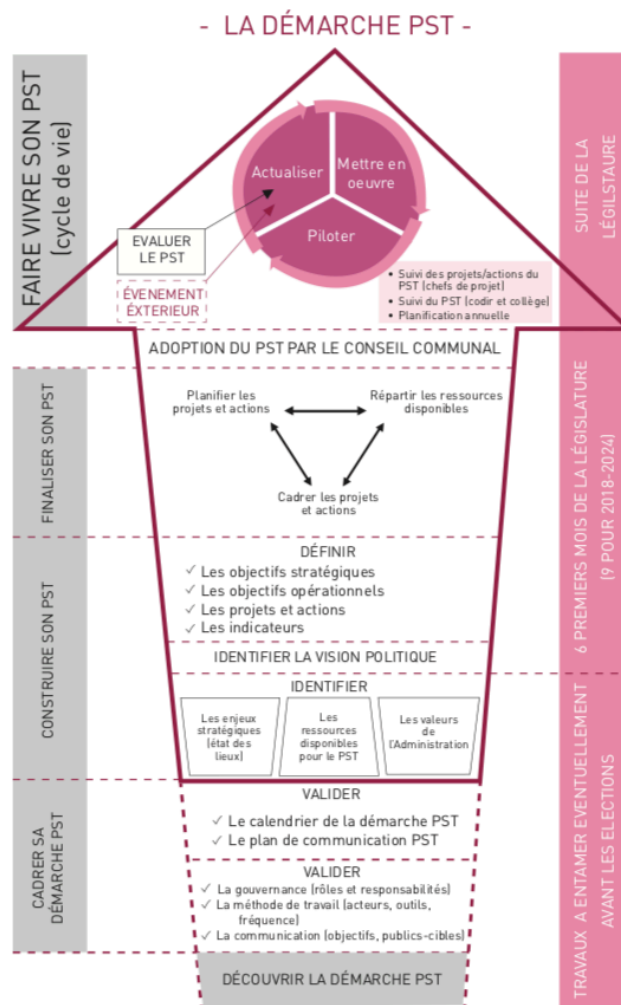 - LA DÉMARCHE PST -
FAIRE VIVRE SON PST
(cycle de vie)
Actualiser
Mettre en
oeuvre
Piloter
EVALUER
LE PST
ÉVENEMENT
ÉXTERIEUR
• Suivi des projets/actions du
PST (chefs de projet)
• Suivi du PST (codir et collège)
• Planification annuelle
SUITE DE LA
LÉGILSTAURE
ADOPTION DU PST PAR LE CONSEIL COMMUNAL
FINALISER SON PST
Planifier les
projets et actions
Répartir les ressources
disponibles
Cadrer les projets
et actions
6 PREMIERS MOIS DE LA LÉGISLATURE
(9 POUR 2018-2024)
CONSTRUIRE SON PST
DÉFINIR
✓ Les objectifs stratégiques
✓ Les objectifs opérationnels
✓ Les projets et actions
✓ Les indicateurs
IDENTIFIER LA VISION POLITIQUE
IDENTIFIER
Les enjeux
stratégiques
(état des
lieux)
Les
ressources
disponibles
pour le PST
Les valeurs
de
l'Administration
TRAVAUX A ENTAMER ÉVENTUELLEMENT
AVANT LES ELECTIONS
CADRER SA
DÉMARCHE PST
VALIDER
✓ Le calendrier de la démarche PST
✓ Le plan de communication PST
VALIDER
✓ La gouvernance (rôles et responsabilités)
✓ La méthode de travail (acteurs, outils,
fréquence)
✓ La communication (objectifs, publics-cibles)
DÉCOUVRIR LA DÉMARCHE PST